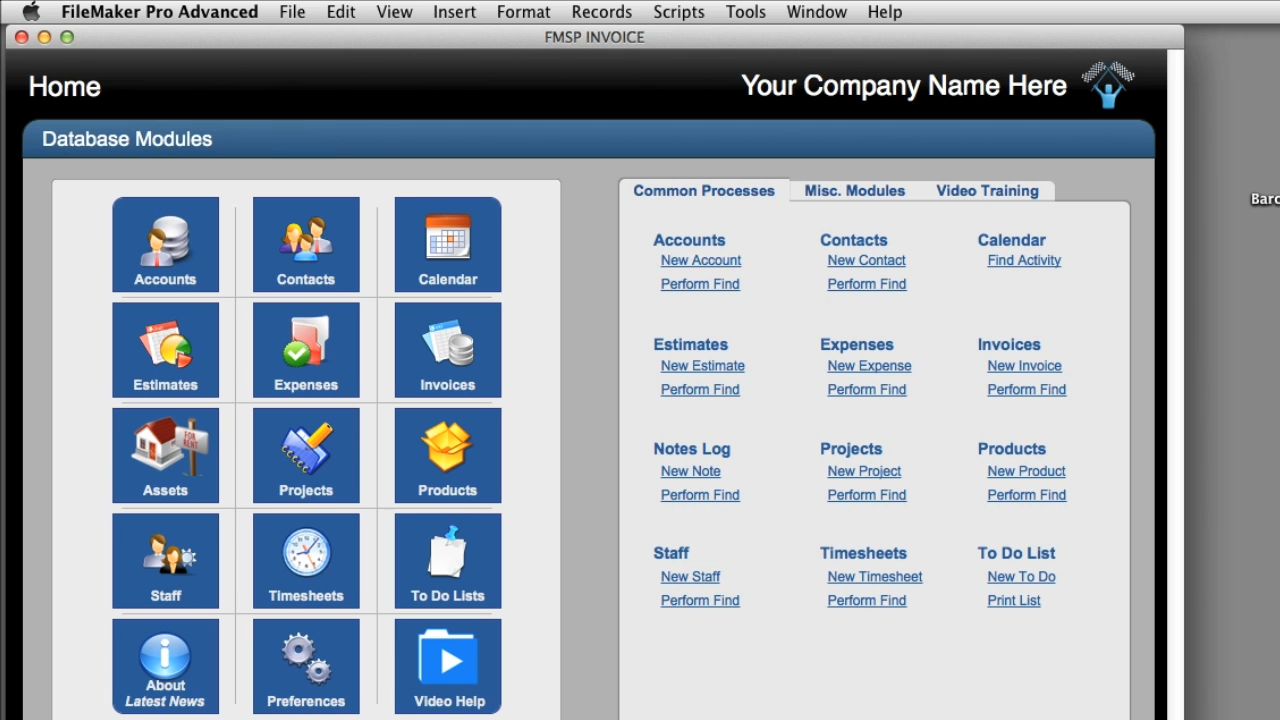 FileMaker Pro Advanced File Edit View Insert Format Records Scripts Tools Window Help
FMSP INVOICE
Home
Your Company Name Here
Database Modules
Accounts Contacts Calendar
Estimates Expenses Invoices
FOR RENT
Assets Projects Products
Staff Timesheets To Do Lists
About
Latest News Preferences Video Help
Common Processes Misc. Modules Video Training
Accounts Contacts Calendar
New Account New Contact Find Activity
Perform Find Perform Find
Estimates Expenses Invoices
New Estimate New Expense New Invoice
Perform Find Perform Find Perform Find
Notes Log Projects Products
New Note New Project New Product
Perform Find Perform Find Perform Find
Staff Timesheets To Do List
New Staff New Timesheet New To Do
Perform Find Perform Find Print List